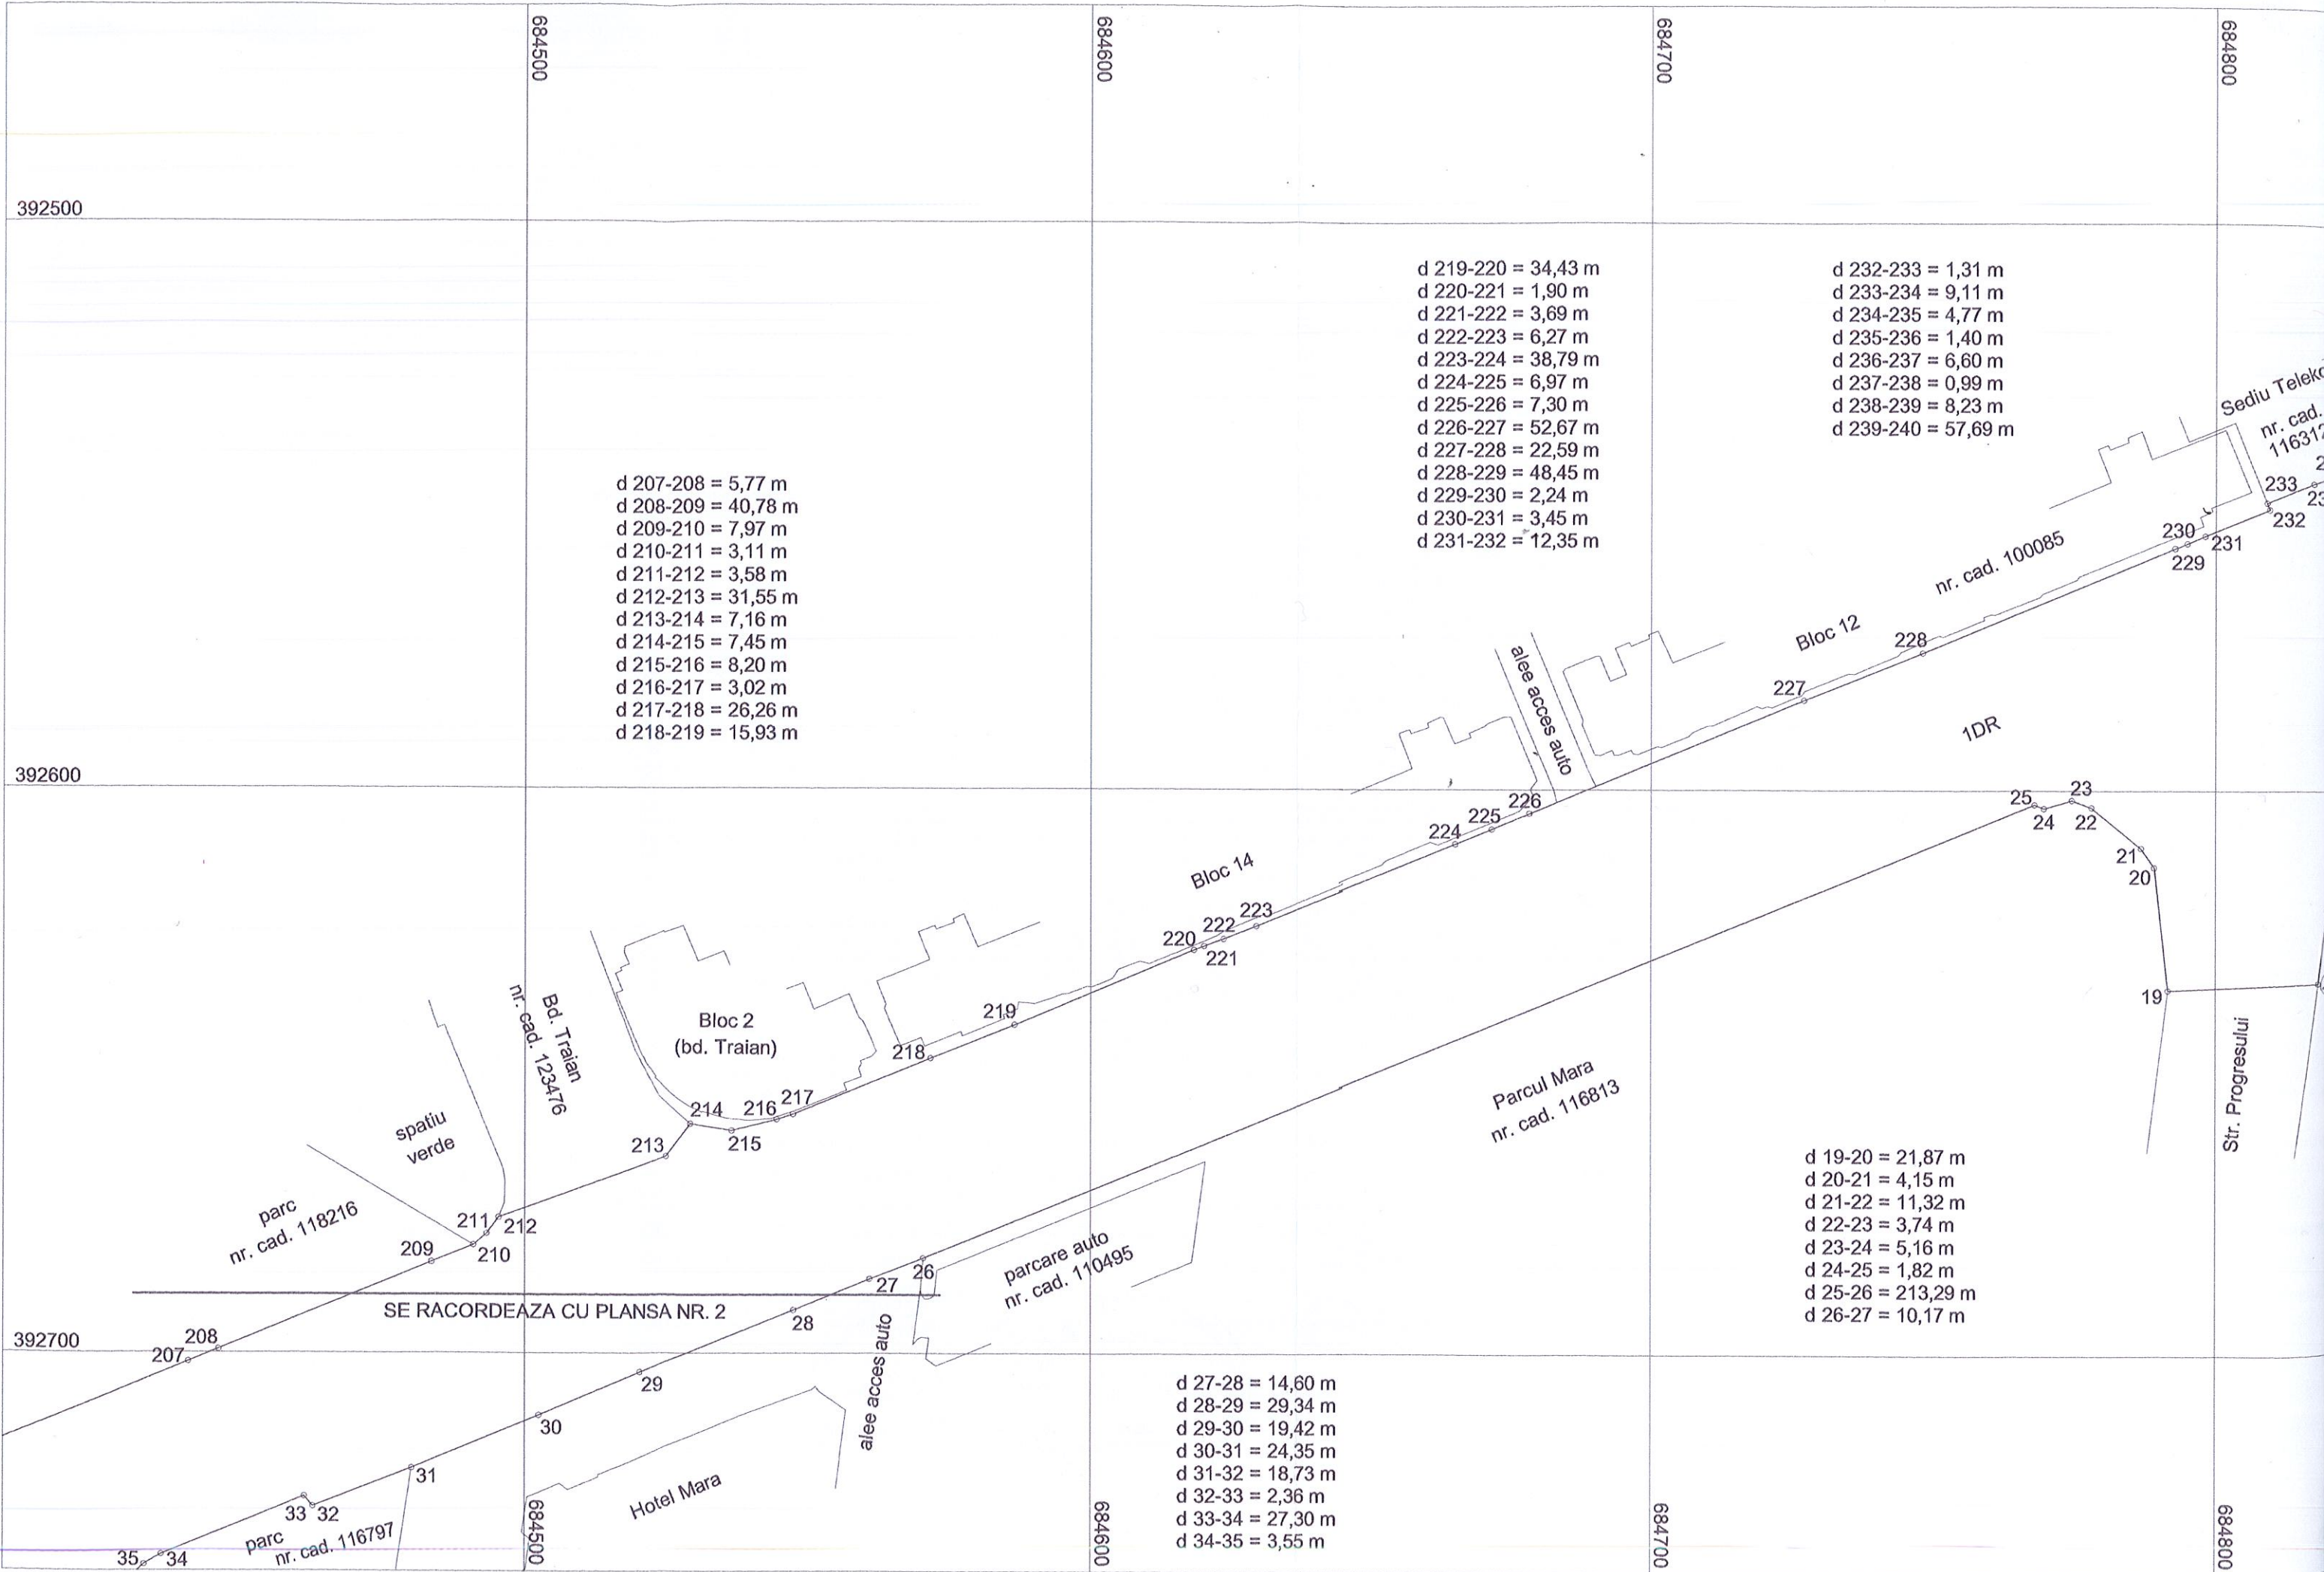 684500
684600
684700
684800
392500
d 219-220 = 34,43 m
d 220-221 = 1,90 m
d 221-222 = 3,69 m
d 222-223 = 6,27 m
d 223-224 = 38,79 m
d 224-225 = 6,97 m
d 225-226 = 7,30 m
d 226-227 = 52,67 m
d 227-228 = 22,59 m
d 228-229 = 48,45 m
d 229-230 = 2,24 m
d 230-231 = 3,45 m
d 231-232 = 12,35 m
d 232-233 = 1,31 m
d 233-234 = 9,11 m
d 234-235 = 4,77 m
d 235-236 = 1,40 m
d 236-237 = 6,60 m
d 237-238 = 0,99 m
d 238-239 = 8,23 m
d 239-240 = 57,69 m
Sediu
nr. cad.
233
232
230
231
229
nr. cad. 100085
d 207-208 = 5,77 m
d 208-209 = 40,78 m
d 209-210 = 7,97 m
d 210-211 = 3,11 m
d 211-212 = 3,58 m
d 212-213 = 31,55 m
d 213-214 = 7,16 m
d 214-215 = 7,45 m
d 215-216 = 8,20 m
d 216-217 = 3,02 m
d 217-218 = 26,26 m
d 218-219 = 15,93 m
Bloc 12
228
227
alee acces auto
1DR
392600
226
225
224
25
23
24
22
21
20
19
Bloc 14
223
222
220
221
219
218
Bd. Traian
nr. cad. 123476
Bloc 2
(bd. Traian)
217
216
214
215
213
spatiu
verde
parc
nr. cad. 118216
211
212
209
210
Parcul Mara
nr. cad. 116813
Str. Progresului
d 19-20 = 21,87 m
d 20-21 = 4,15 m
d 21-22 = 11,32 m
d 22-23 = 3,74 m
d 23-24 = 5,16 m
d 24-25 = 1,82 m
d 25-26 = 213,29 m
d 26-27 = 10,17 m
parcare auto
nr. cad. 110495
26
27
28
SE RACORDEAZA CU PLANSA NR. 2
392700
208
207
29
30
31
alee acces auto
Hotel Mara
33
32
parc
nr. cad. 116797
35
34
d 27-28 = 14,60 m
d 28-29 = 29,34 m
d 29-30 = 19,42 m
d 30-31 = 24,35 m
d 31-32 = 18,73 m
d 32-33 = 2,36 m
d 33-34 = 27,30 m
d 34-35 = 3,55 m
684500
684600
684700
684800